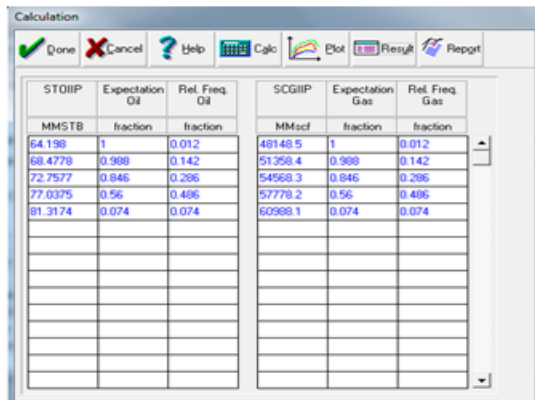 Calculation
Done Cancel Help Calc Plot Result Report
STOIIP Expectation Oil Rel. Freq. Oil SCGIIP Expectation Gas Rel. Freq. Gas
MMSTB fraction fraction MMscf fraction fraction
64.198 1 0.012 48148.5 1 0.012
68.4778 0.988 0.142 51358.4 0.988 0.142
72.7577 0.846 0.286 54568.3 0.846 0.286
77.0375 0.56 0.486 57778.2 0.56 0.486
81.3174 0.074 0.074 60988.1 0.074 0.074